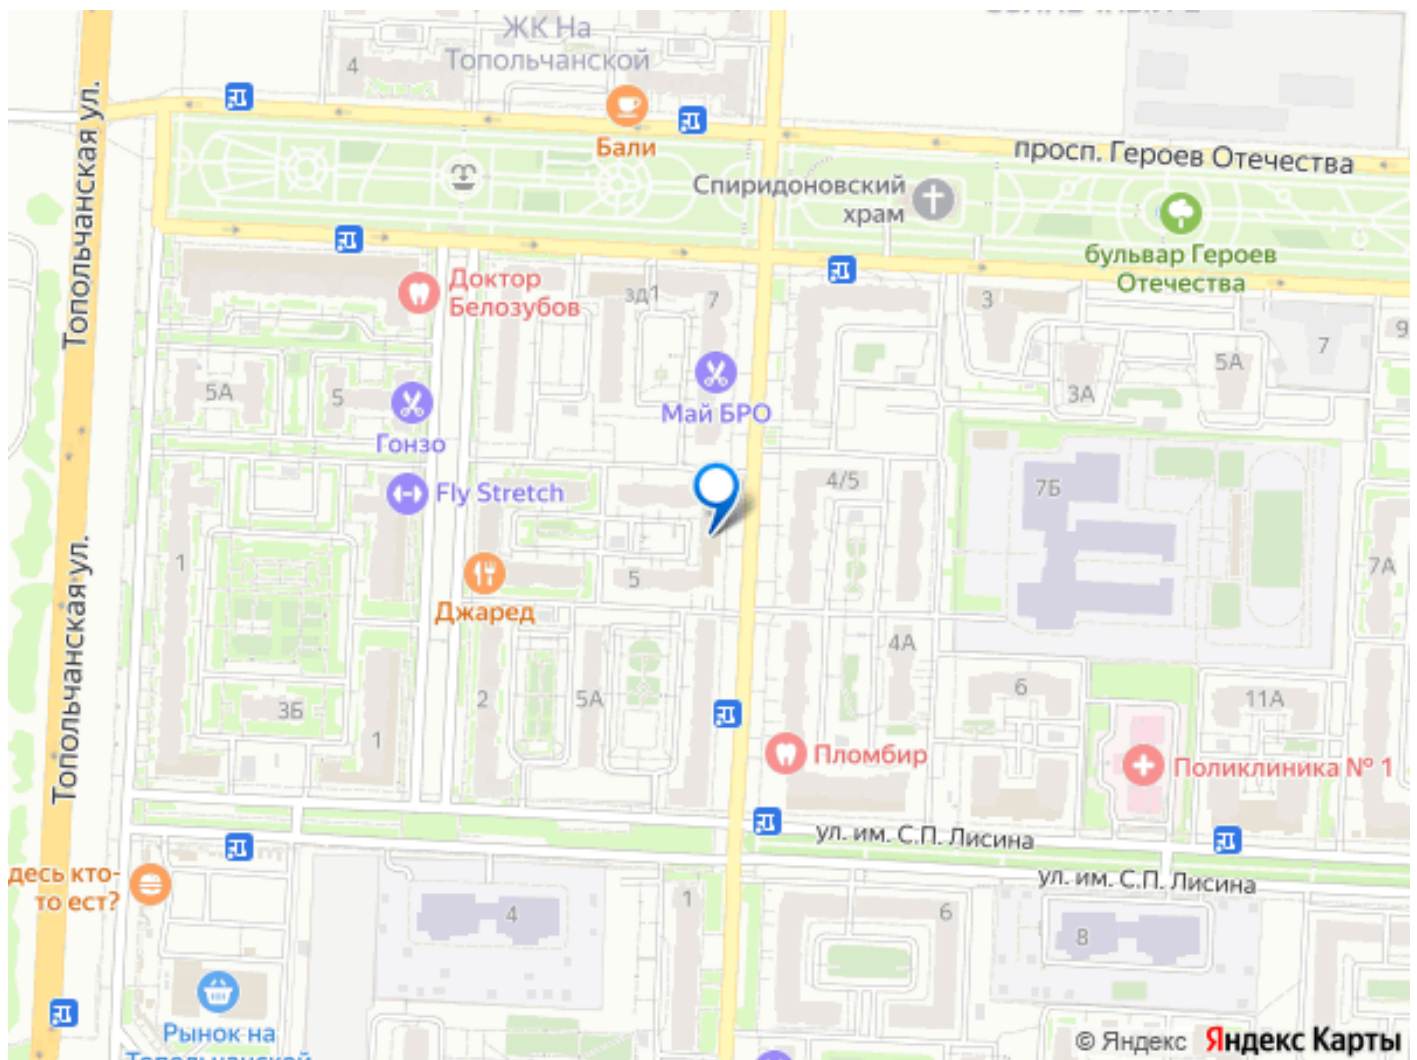 ЖК На
Топольчанской
4
Бали
просп. Героев Отечества
Спиридоновский
храм
бульвар Героев
Отечества
Топольчанская ул.
Доктор
Белозубов
зд1
7
3
7
9
5А
5
5А
3А
Гонзо
Май БРО
Fly Stretch
4/5
7Б
1
5
7А
Джаред
Топольчанская ул.
4А
3Б
2
5А
6
11А
1
Пломбир
Поликлиника № 1
ул. им. С.П. Лисина
ул. им. С.П. Лисина
десь кто-
то ест?
4
1
6
8
Рынок на
Топольчанской
© Яндекс Яндекс Карты